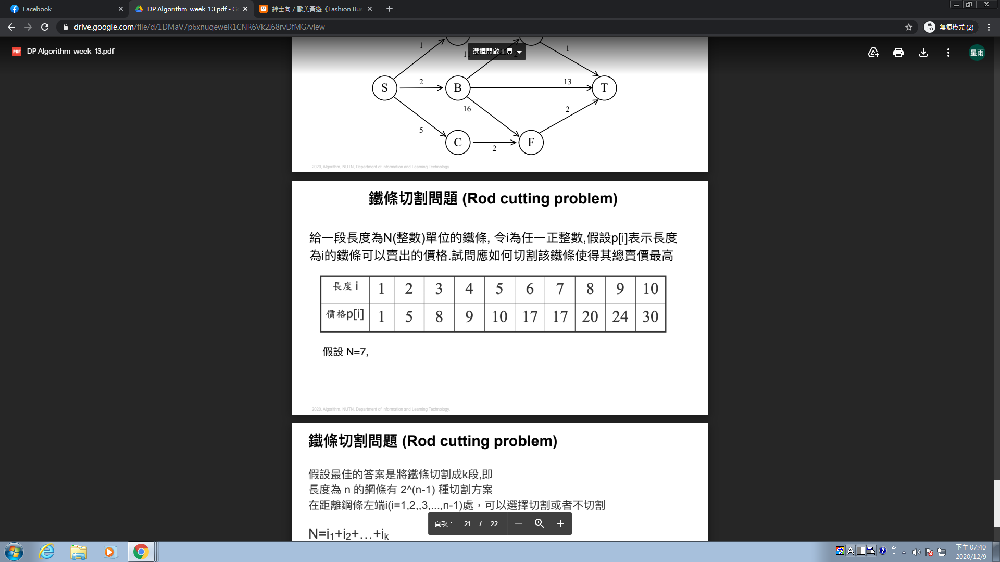 Facebook
DP Algorithm_week_13.pdf - G
紳士向 / 歐美黃遊《Fashion Bus
drive.google.com/file/d/1DMaV7p6xnuqeweR1CNR6Vk2I68rvDfMG/view
無痕模式 (2)
PDF
DP Algorithm_week_13.pdf
選擇開啟工具
星雨
1
11
2
1
S
2
B
13
T
16
2
5
C
2
F
2020, Algorithm, NUTN, Department of Information and Learning Technology.
鐵條切割問題 (Rod cutting problem)
給一段長度為N(整數)單位的鐵條, 令i為任一正整數,假設p[i]表示長度
為i的鐵條可以賣出的價格.試問應如何切割該鐵條使得其總賣價最高
長度 i 1 2 3 4 5 6 7 8 9 10
價格p[i] 1 5 8 9 10 17 17 20 24 30
假設 N=7,
2020, Algorithm, NUTN, Department of Information and Learning Technology.
鐵條切割問題 (Rod cutting problem)
假設最佳的答案是將鐵條切割成k段,即
長度為 n 的鋼條有 2^(n-1) 種切割方案
在距離鋼條左端i(i=1,2,,3,...,n-1)處，可以選擇切割或者不切割
N=i1+i2+…+ik
頁次： 21 / 22
A
下午 07:40
2020/12/9